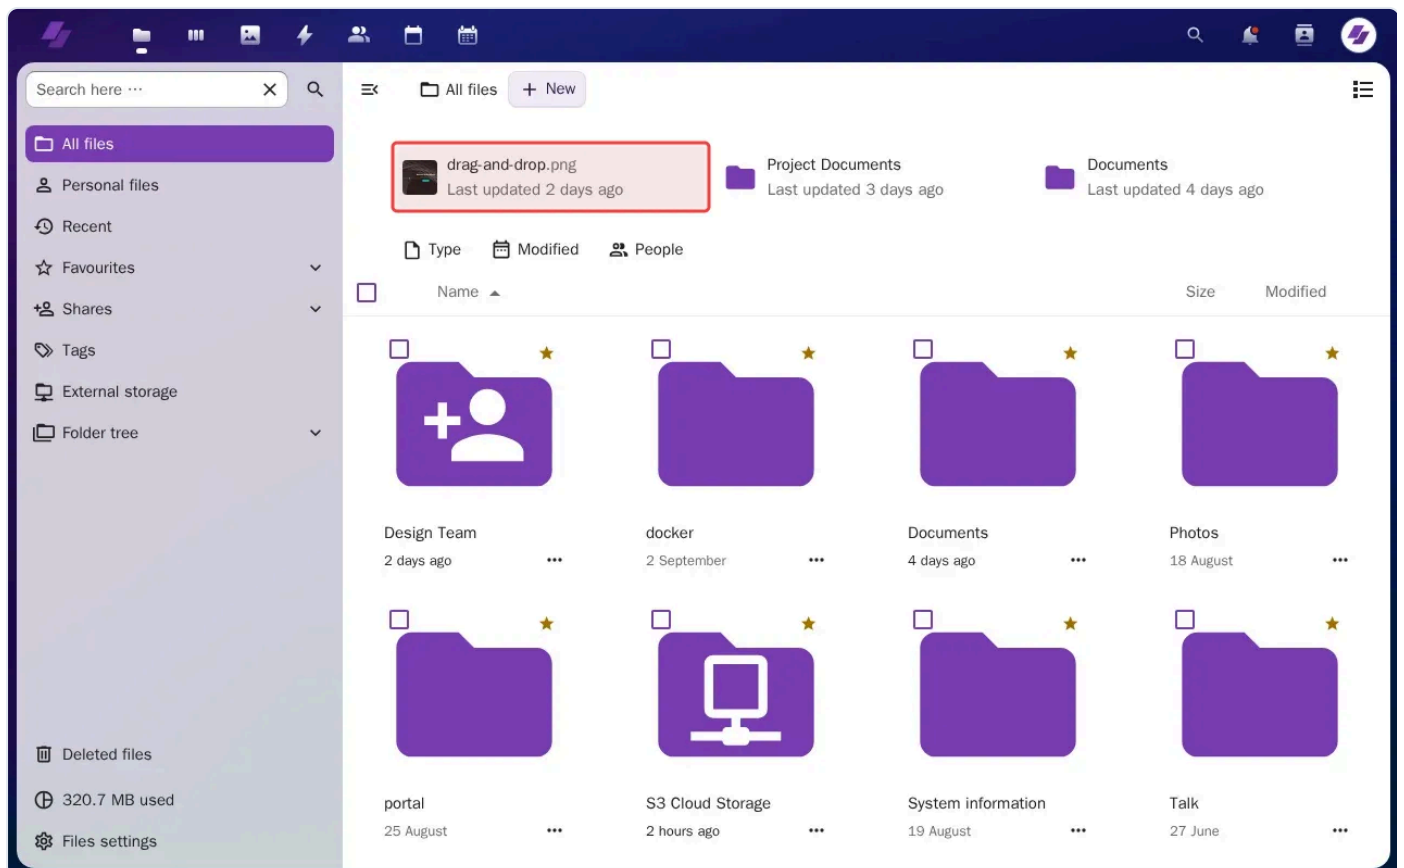 Search here ···
All files
Personal files
Recent
Favourites
Shares
Tags
External storage
Folder tree
Deleted files
320.7 MB used
Files settings
All files
+ New
drag-and-drop.png
Last updated 2 days ago
Project Documents
Last updated 3 days ago
Documents
Last updated 4 days ago
Type Modified People
Name Size Modified
Design Team
2 days ago
docker
2 September
Documents
4 days ago
Photos
18 August
portal
25 August
S3 Cloud Storage
2 hours ago
System information
19 August
Talk
27 June